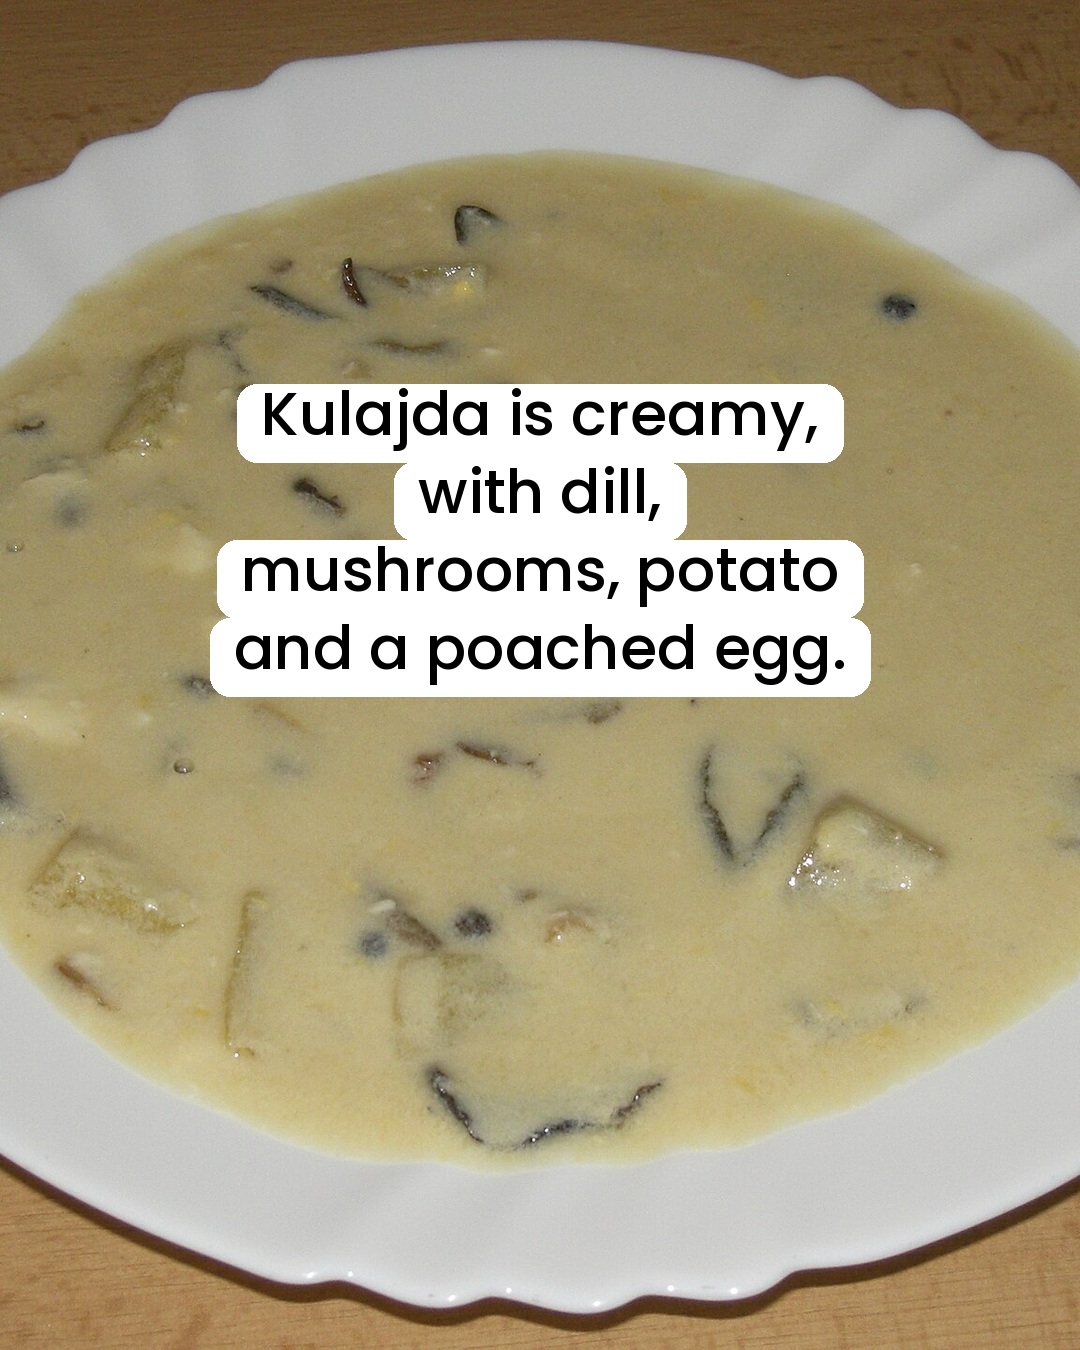 Kulajda is creamy,
with dill,
mushrooms, potato
and a poached egg.